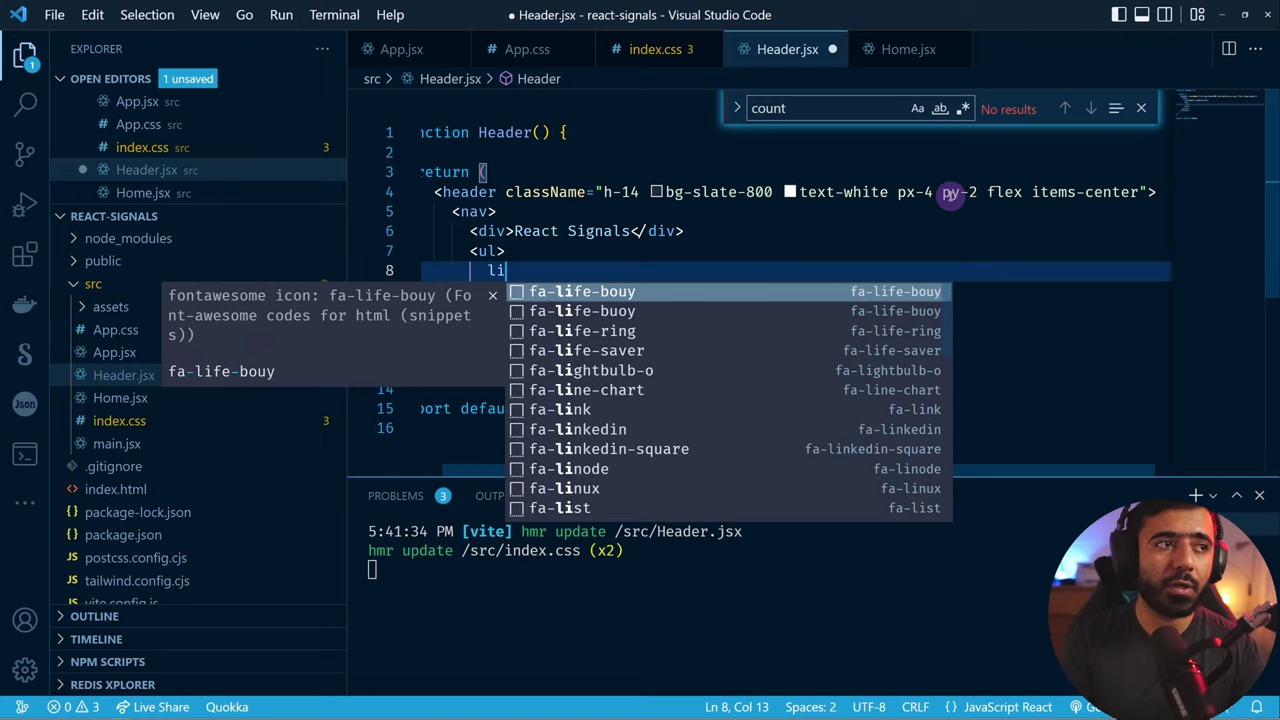 File Edit Selection View Go Run Terminal Help
● Header.jsx - react-signals - Visual Studio Code
EXPLORER
OPEN EDITORS 1 unsaved
App.jsx src
App.css src
index.css src 3
Header.jsx src
Home.jsx src
REACT-SIGNALS
node_modules
public
src
assets
App.css
App.jsx
Header.jsx
Home.jsx
index.css 3
main.jsx
.gitignore
index.html
package-lock.json
package.json
postcss.config.cjs
tailwind.config.cjs
vite.config.js
OUTLINE
TIMELINE
NPM SCRIPTS
REDIS XPLORER
App.jsx App.css index.css 3 Header.jsx Home.jsx
src > Header.jsx > Header
count Aa ab No results
1 nction Header() {
2
3 return (
4 <header className="h-14 bg-slate-800 text-white px-4 py-2 flex items-center">
5 <nav>
6 <div>React Signals</div>
7 <ul>
8 li
14
15 port defau
16
fontawesome icon: fa-life-bouy (Fo
nt-awesome codes for html (snippet
s))
fa-life-bouy
fa-life-bouy fa-life-bouy
fa-life-buoy fa-life-buoy
fa-life-ring fa-life-ring
fa-life-saver fa-life-saver
fa-lightbulb-o fa-lightbulb-o
fa-line-chart fa-line-chart
fa-link fa-link
fa-linkedin fa-linkedin
fa-linkedin-square fa-linkedin-square
fa-linode fa-linode
fa-linux fa-linux
fa-list fa-list
PROBLEMS 3 OUTP
5:41:34 PM [vite] hmr update /src/Header.jsx
hmr update /src/index.css (x2)
0 3 Live Share Quokka Ln 8, Col 13 Spaces: 2 UTF-8 CRLF JavaScript React